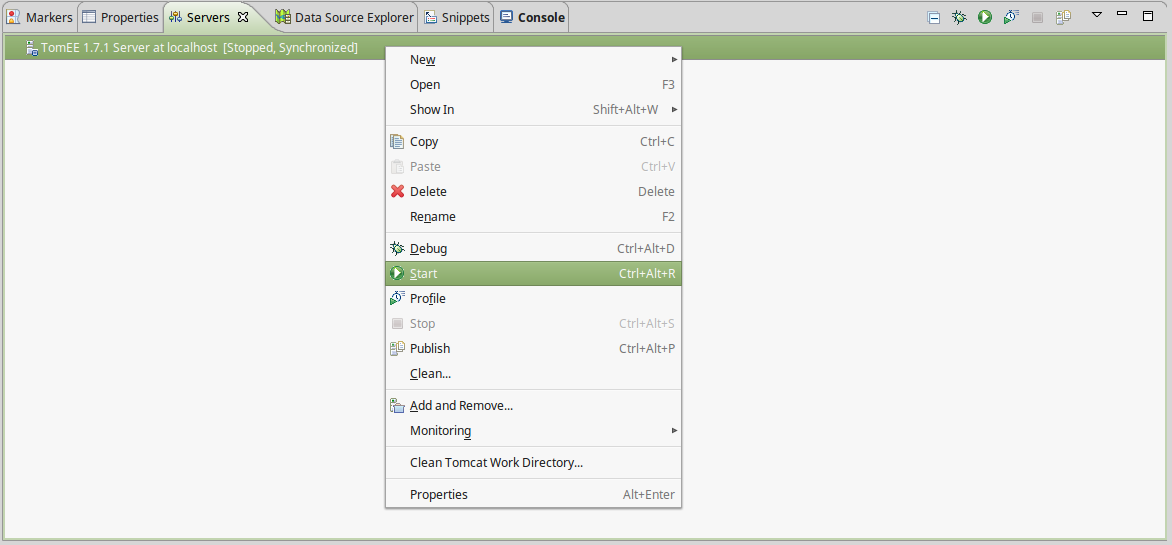 Markers Properties Servers Data Source Explorer Snippets Console
TomEE 1.7.1 Server at localhost [Stopped, Synchronized]
New
Open F3
Show In Shift+Alt+W
Copy Ctrl+C
Paste Ctrl+V
Delete Delete
Rename F2
Debug Ctrl+Alt+D
Start Ctrl+Alt+R
Profile
Stop Ctrl+Alt+S
Publish Ctrl+Alt+P
Clean...
Add and Remove...
Monitoring
Clean Tomcat Work Directory...
Properties Alt+Enter